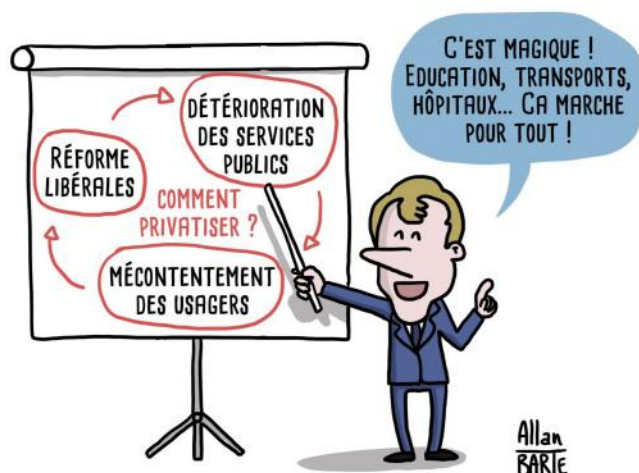 C'EST MAGIQUE !
EDUCATION, TRANSPORTS,
HÔPITAUX... CA MARCHE
POUR TOUT !
DÉTÉRIORATION
DES SERVICES
PUBLICS
RÉFORME
LIBÉRALES
COMMENT
PRIVATISER ?
MÉCONTENTEMENT
DES USAGERS
Allan
BARTE